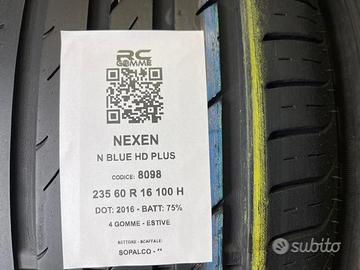 RC
GOMME
NEXEN
N BLUE HD PLUS
CODICE: 8098
235 60 R 16 100 H
DOT: 2016 - BATT: 75%
4 GOMME - ESTIVE
SETTORE - SCAFFALE:
SOPALCO - **
subito